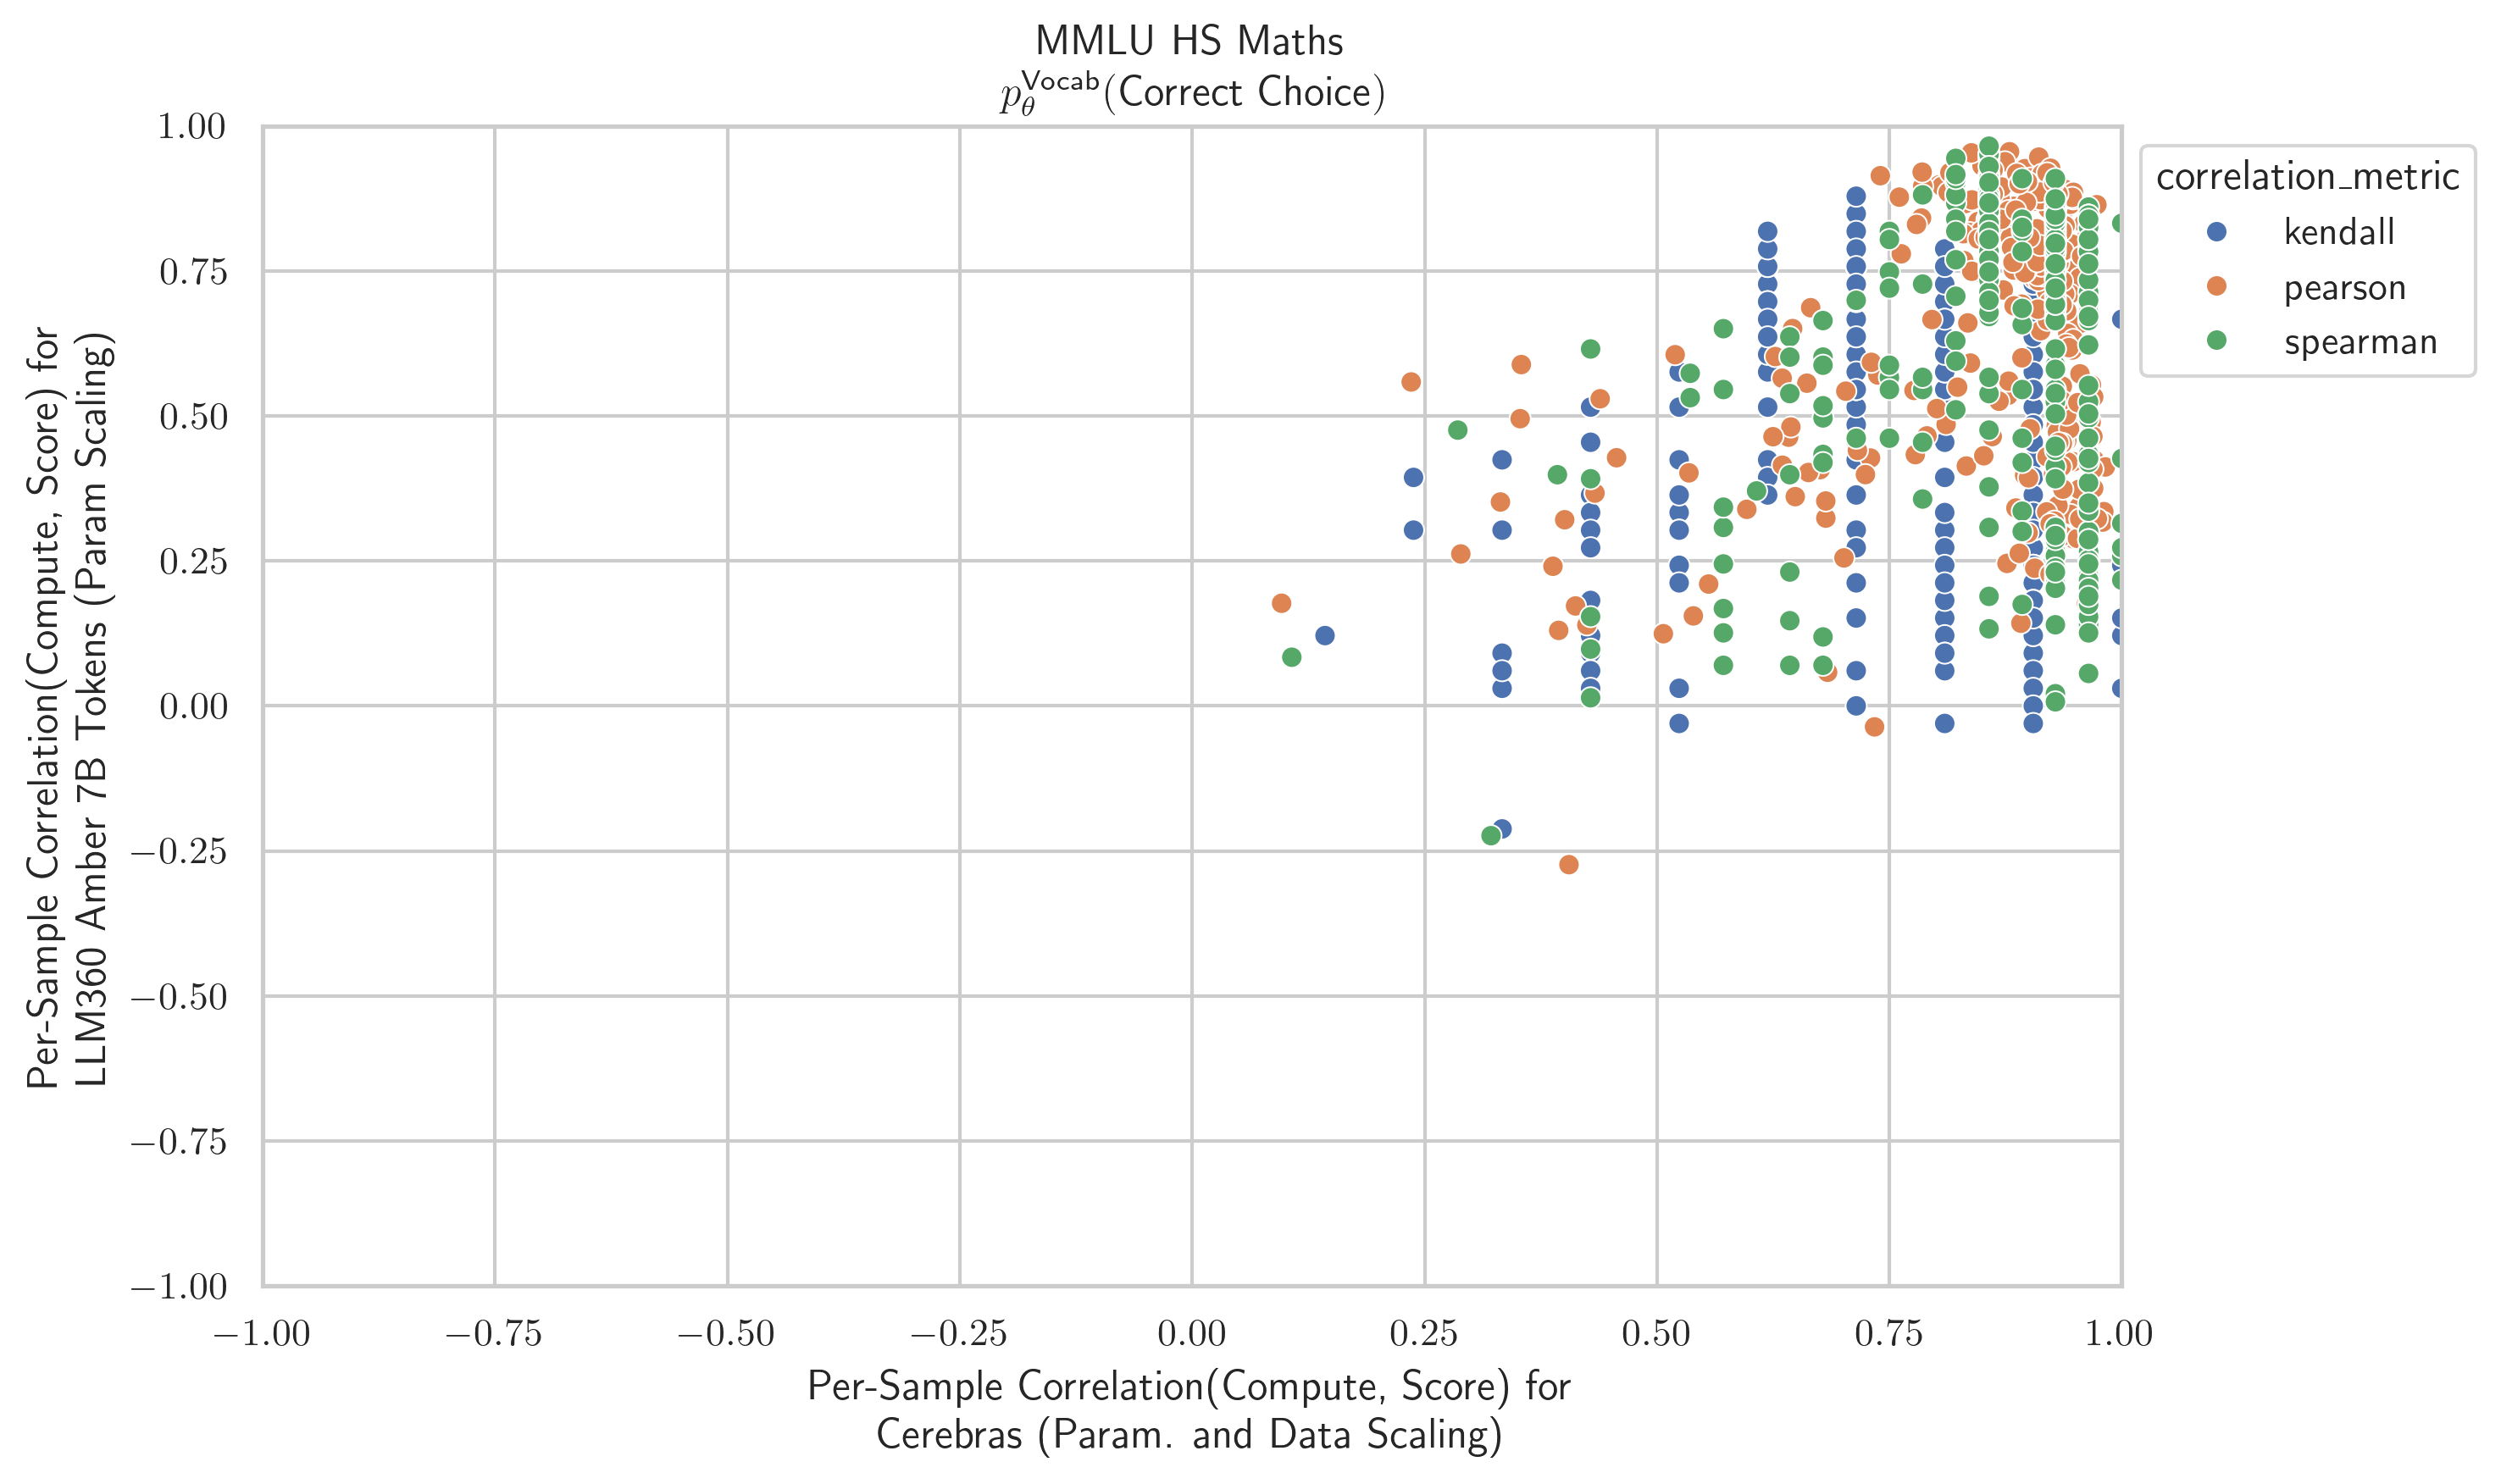 MMLU HS Maths
p_θ^Vocab(Correct Choice)
1.00
0.75
0.50
0.25
0.00
−0.25
−0.50
−0.75
−1.00
Per-Sample Correlation(Compute, Score) for
LLM360 Amber 7B Tokens (Param Scaling)
−1.00
−0.75
−0.50
−0.25
0.00
0.25
0.50
0.75
1.00
Per-Sample Correlation(Compute, Score) for
Cerebras (Param. and Data Scaling)
correlation_metric
kendall
pearson
spearman